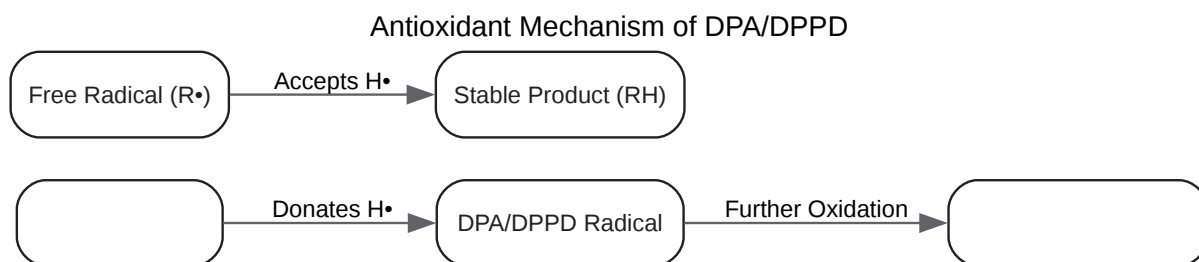 Antioxidant Mechanism of DPA/DPPD
Free Radical (R•)
Accepts H•
Stable Product (RH)
Donates H•
DPA/DPPD Radical
Further Oxidation